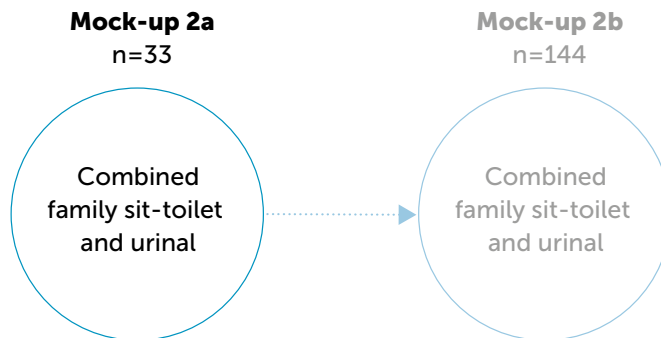 Mock-up 2a
n=33
Combined
family sit-toilet
and urinal
Mock-up 2b
n=144
Combined
family sit-toilet
and urinal